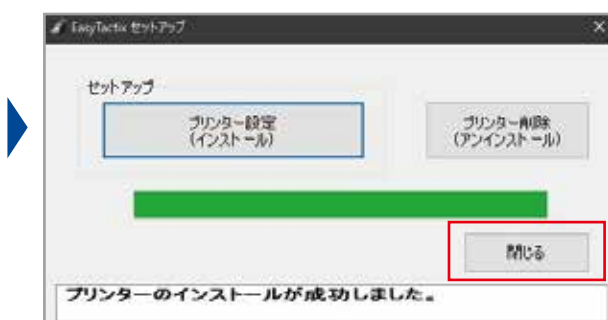 EasyTactix セットアップ
セットアップ
プリンター設定
(インストール)
プリンター削除
(アンインストール)
閉じる
プリンターのインストールが成功しました。